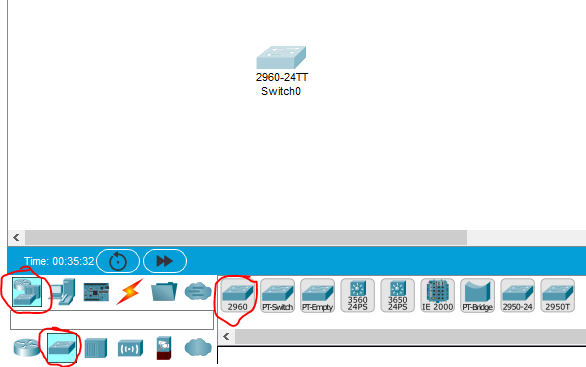 2960-24TT
Switch0
Time: 00:35:32
2960
PT-Switch
PT-Empty
3560
24PS
3650
24PS
IE 2000
PT-Bridge
2950-24
2950T